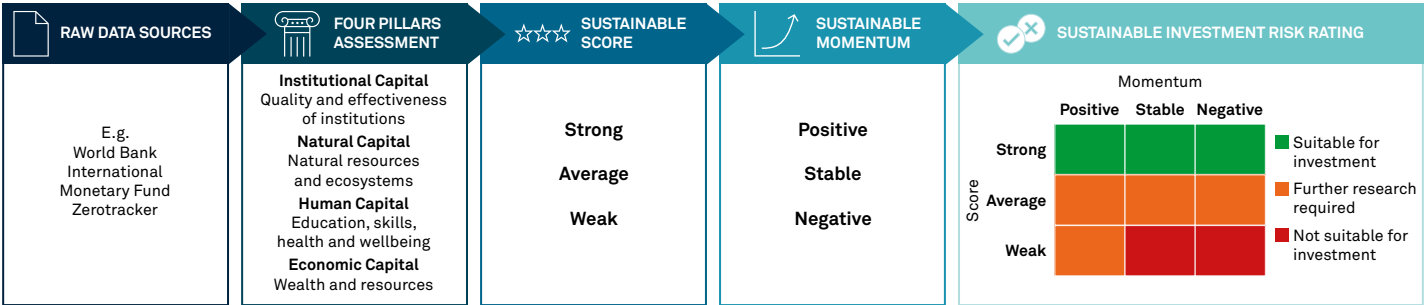 RAW DATA SOURCES
E.g.
World Bank
International
Monetary Fund
Zerotracker
FOUR PILLARS
ASSESSMENT
Institutional Capital
Quality and effectiveness
of institutions
Natural Capital
Natural resources
and ecosystems
Human Capital
Education, skills,
health and wellbeing
Economic Capital
Wealth and resources
SUSTAINABLE
SCORE
Strong
Average
Weak
SUSTAINABLE
MOMENTUM
Positive
Stable
Negative
SUSTAINABLE INVESTMENT RISK RATING
Momentum
Positive Stable Negative
Score
Strong
Average
Weak
Suitable for
investment
Further research
required
Not suitable for
investment